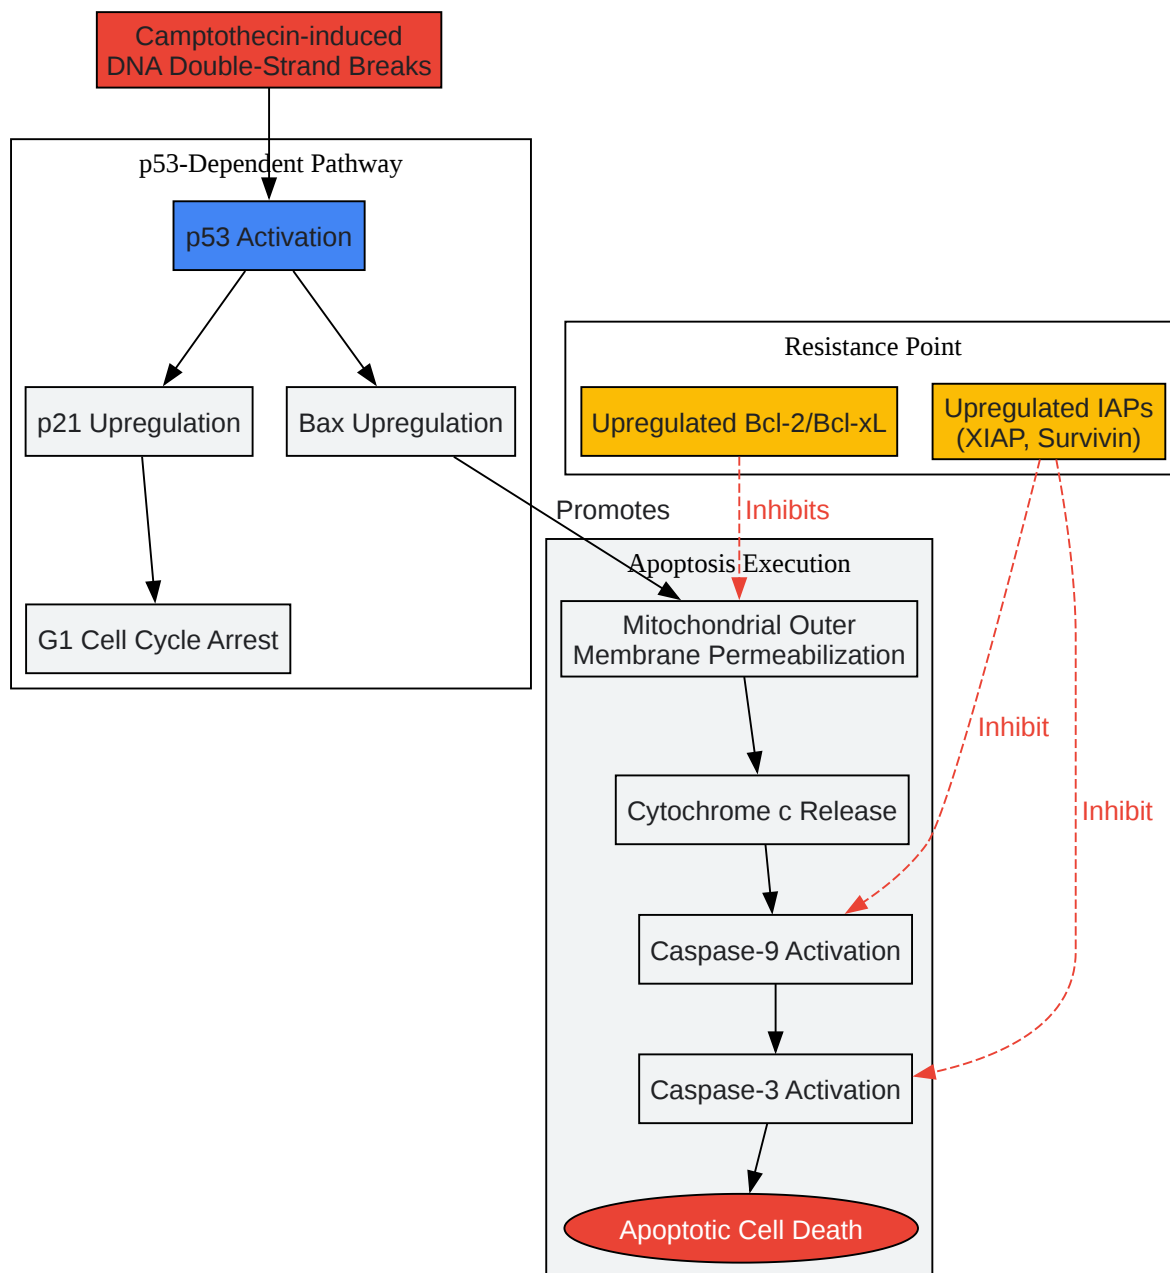 Camptothecin-induced
DNA Double-Strand Breaks
p53-Dependent Pathway
p53 Activation
Resistance Point
p21 Upregulation
Bax Upregulation
Upregulated Bcl-2/Bcl-xL
Upregulated IAPs
(XIAP, Survivin)
Promotes
Inhibits
Apoptosis Execution
G1 Cell Cycle Arrest
Mitochondrial Outer
Membrane Permeabilization
Inhibit
Cytochrome c Release
Inhibit
Caspase-9 Activation
Caspase-3 Activation
Apoptotic Cell Death